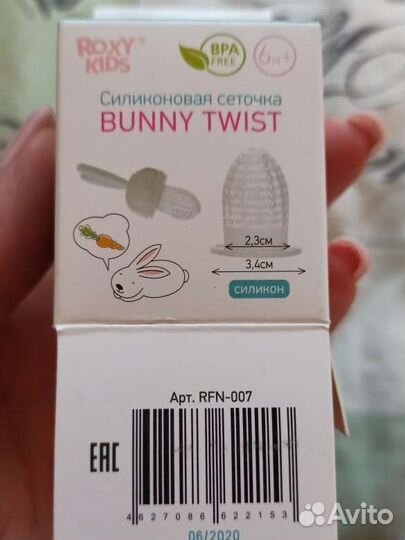 ROXY®
KIDS
BPA
FREE
6м+
Силиконовая сеточка
BUNNY TWIST
2,3см
3,4см
силикон
Арт. RFN-007
EAC
4 627086 622153
06/2020
Avito